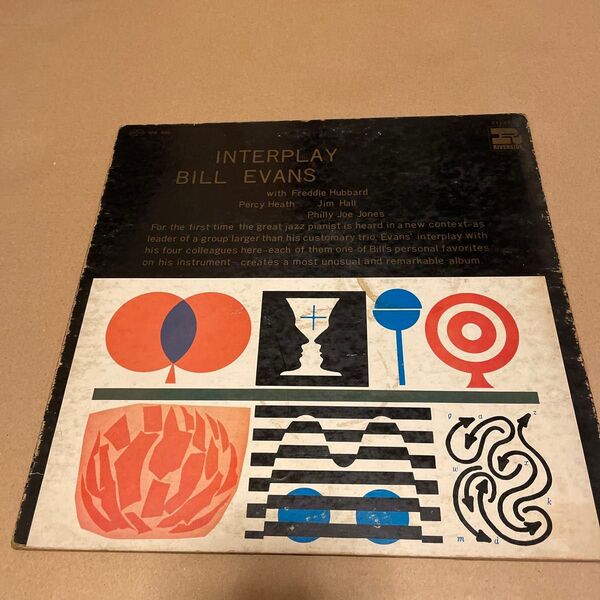 RIVERSIDE
INTERPLAY
BILL EVANS
with Freddie Hubbard
Percy Heath Jim Hall
Philly Joe Jones
For the first time the great jazz pianist is heard in a new context-as
leader of a group larger than his customary trio. Evans' interplay with
his four colleagues here-each of them one of Bill's personal favorites
on his instrument-creates a most unusual and remarkable album.
g a z
w x
k
m d